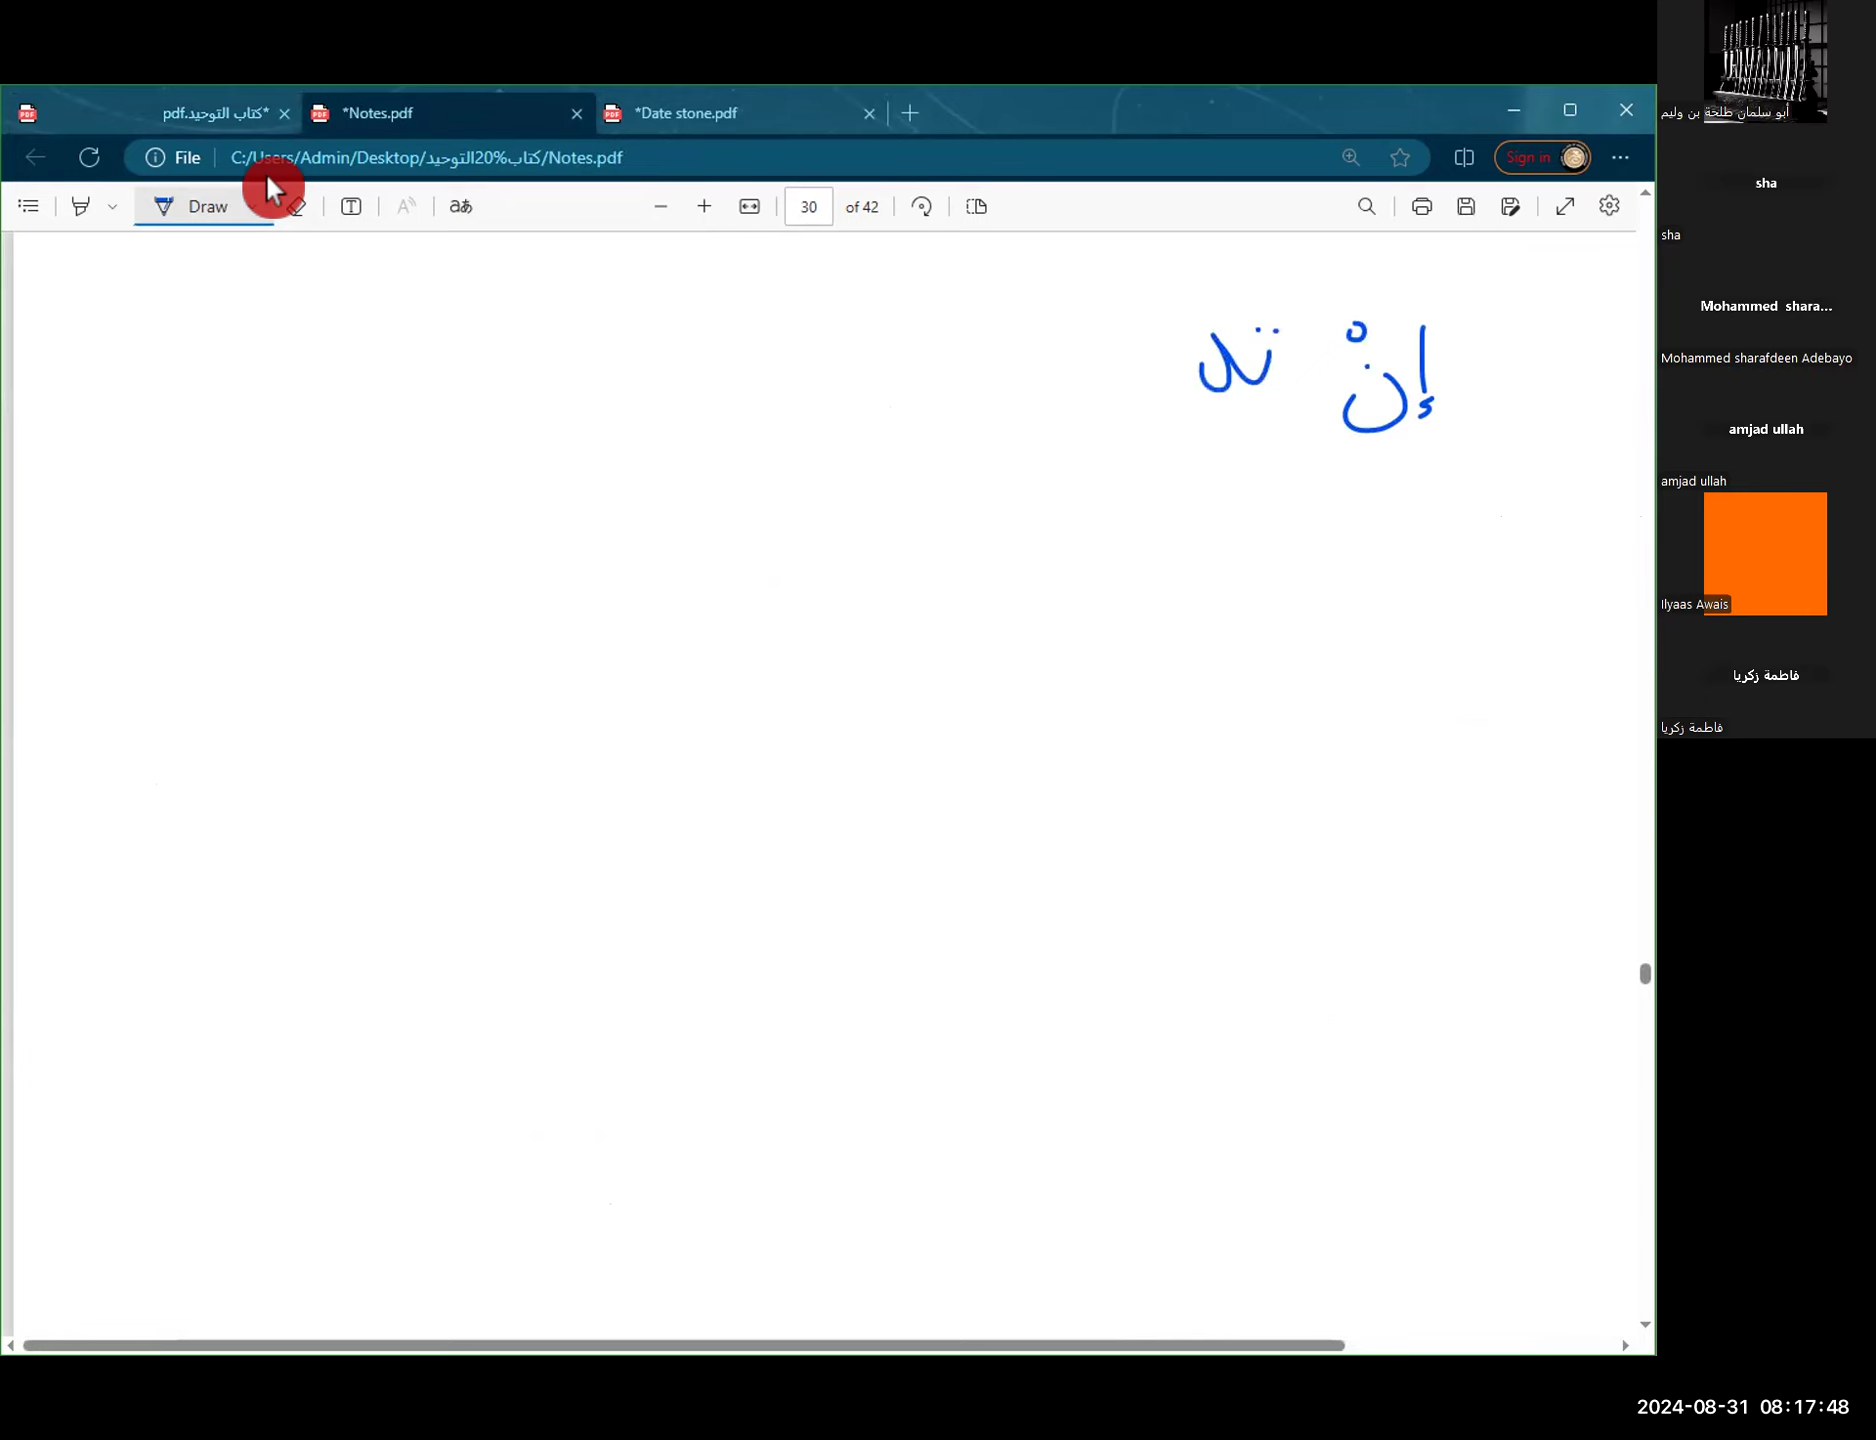 كتاب التوحيد.pdf*
*Notes.pdf
*Date stone.pdf
File
C:/Users/Admin/Desktop/كتاب%20التوحيد/Notes.pdf
Sign in
Draw
aあ
30 of 42
إنْ
أبو سلمان طلحة بن وليم
sha
sha
Mohammed shara...
Mohammed sharafdeen Adebayo
amjad ullah
amjad ullah
Ilyaas Awais
فاطمة زكريا
فاطمة زكريا
2024-08-31 08:17:48